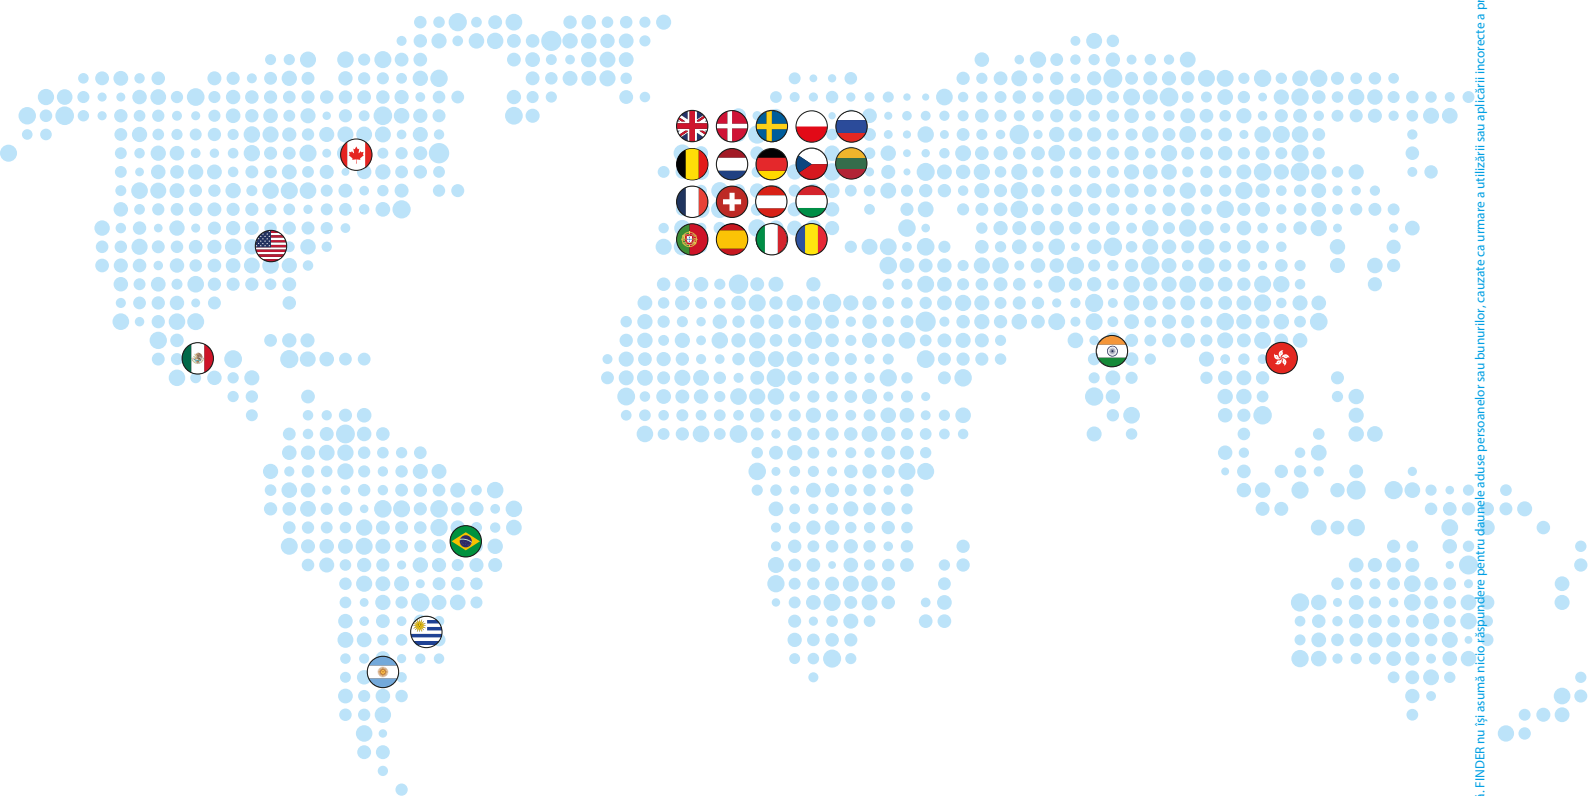 FINDER nu își asumă nicio răspundere pentru daunele aduse persoanelor sau bunurilor, cauzate ca urmare a utilizării sau aplicării incorecte a